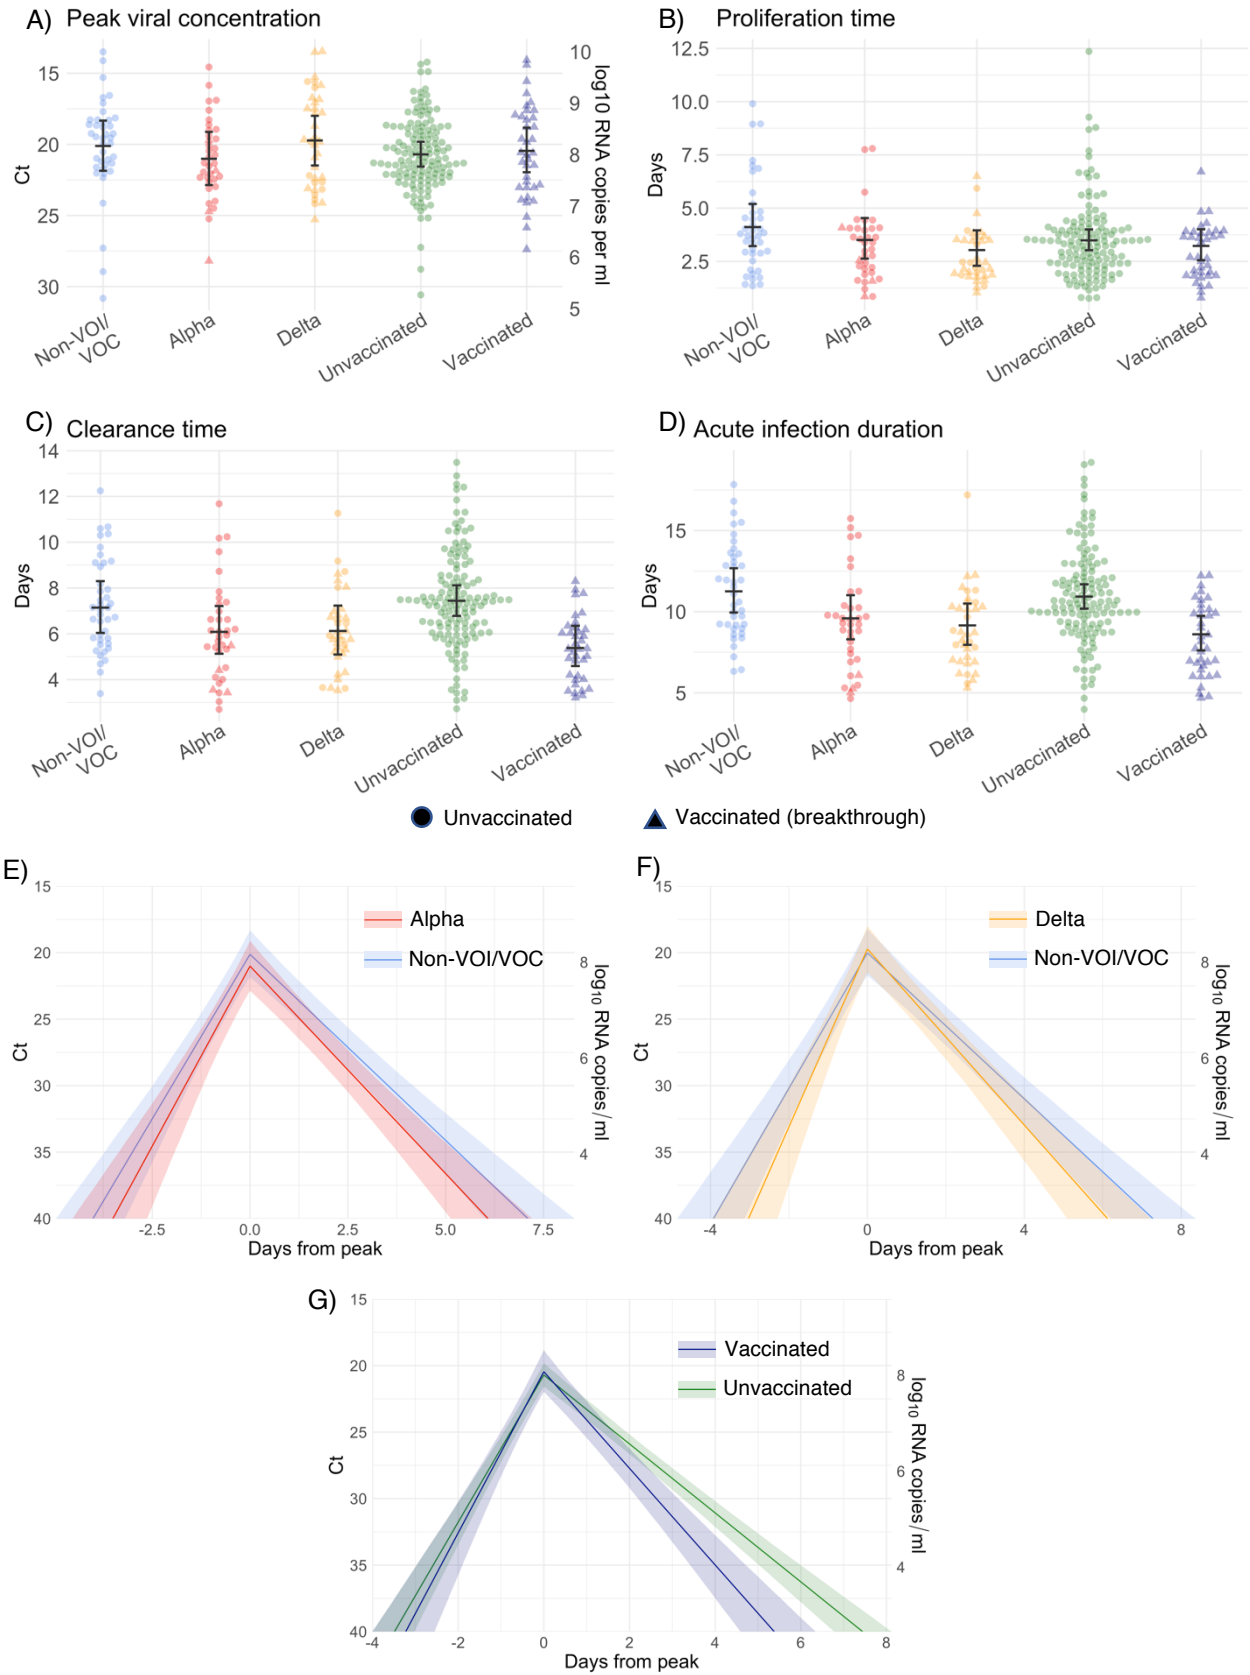 A) Peak viral concentration
15
20
25
30
Ct
10
9
8
7
6
5
log10 RNA copies per ml
Non-VOI/
VOC
Alpha
Delta
Unvaccinated
Vaccinated
B) Proliferation time
12.5
10.0
7.5
5.0
2.5
Days
Non-VOI/
VOC
Alpha
Delta
Unvaccinated
Vaccinated
C) Clearance time
14
12
10
8
6
4
Days
Non-VOI/
VOC
Alpha
Delta
Unvaccinated
Vaccinated
D) Acute infection duration
15
10
5
Days
Non-VOI/
VOC
Alpha
Delta
Unvaccinated
Vaccinated
Unvaccinated
Vaccinated (breakthrough)
E)
15
20
25
30
35
40
Ct
Alpha
Non-VOI/VOC
8
6
4
log10 RNA copies/ml
-2.5 0.0 2.5 5.0 7.5
Days from peak
F)
15
20
25
30
35
40
Ct
Delta
Non-VOI/VOC
8
6
4
log10 RNA copies/ml
-4 0 4 8
Days from peak
G)
15
20
25
30
35
40
Ct
Vaccinated
Unvaccinated
8
6
4
log10 RNA copies/ml
-4 -2 0 2 4 6 8
Days from peak